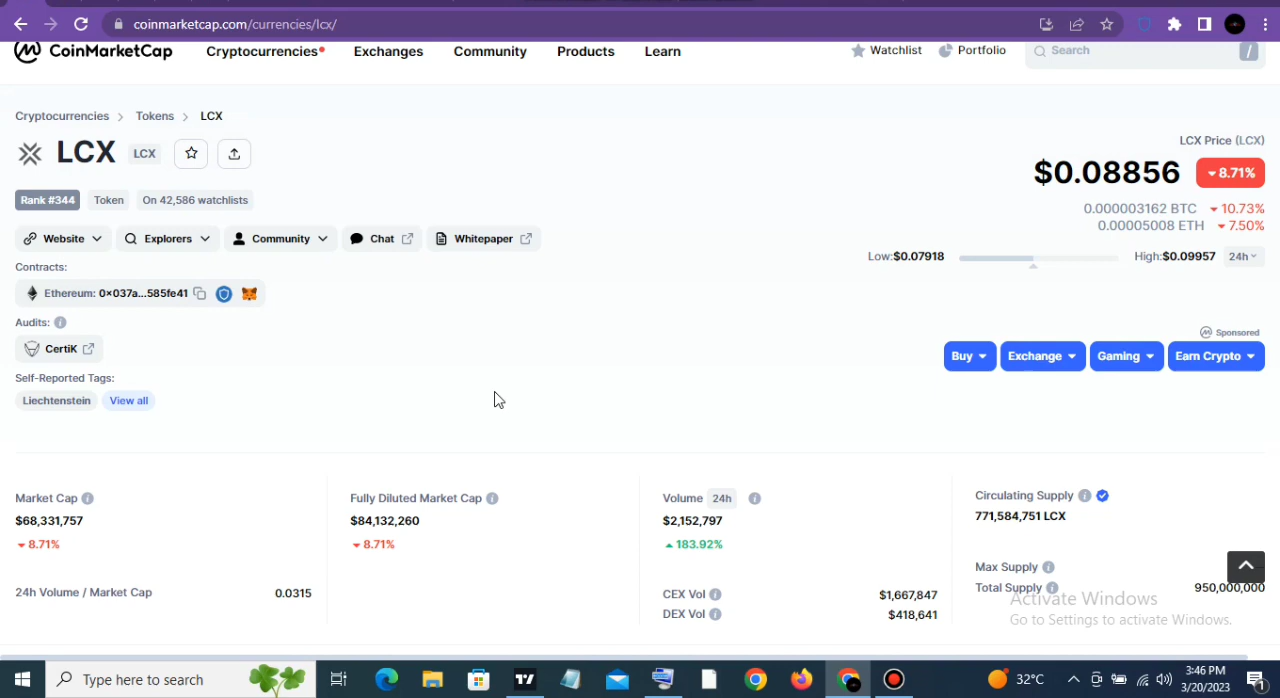 coinmarketcap.com/currencies/lcx/
CoinMarketCap Cryptocurrencies Exchanges Community Products Learn Watchlist Portfolio Search /
Cryptocurrencies > Tokens > LCX
LCX LCX
LCX Price (LCX)
$0.08856 8.71%
0.000003162 BTC 10.73%
0.00005008 ETH 7.50%
Low:$0.07918 High:$0.09957 24h
Rank #344 Token On 42,586 watchlists
Website Explorers Community Chat Whitepaper
Contracts:
Ethereum: 0x037a...585fe41
Audits:
CertiK
Self-Reported Tags:
Liechtenstein View all
Sponsored
Buy Exchange Gaming Earn Crypto
Market Cap
$68,331,757
8.71%
24h Volume / Market Cap 0.0315
Fully Diluted Market Cap
$84,132,260
8.71%
Volume 24h
$2,152,797
183.92%
CEX Vol $1,667,847
DEX Vol $418,641
Circulating Supply
771,584,751 LCX
Max Supply --
Total Supply 950,000,000
Activate Windows
Go to Settings to activate Windows.
Type here to search
32°C
3:46 PM
3/20/2023
1